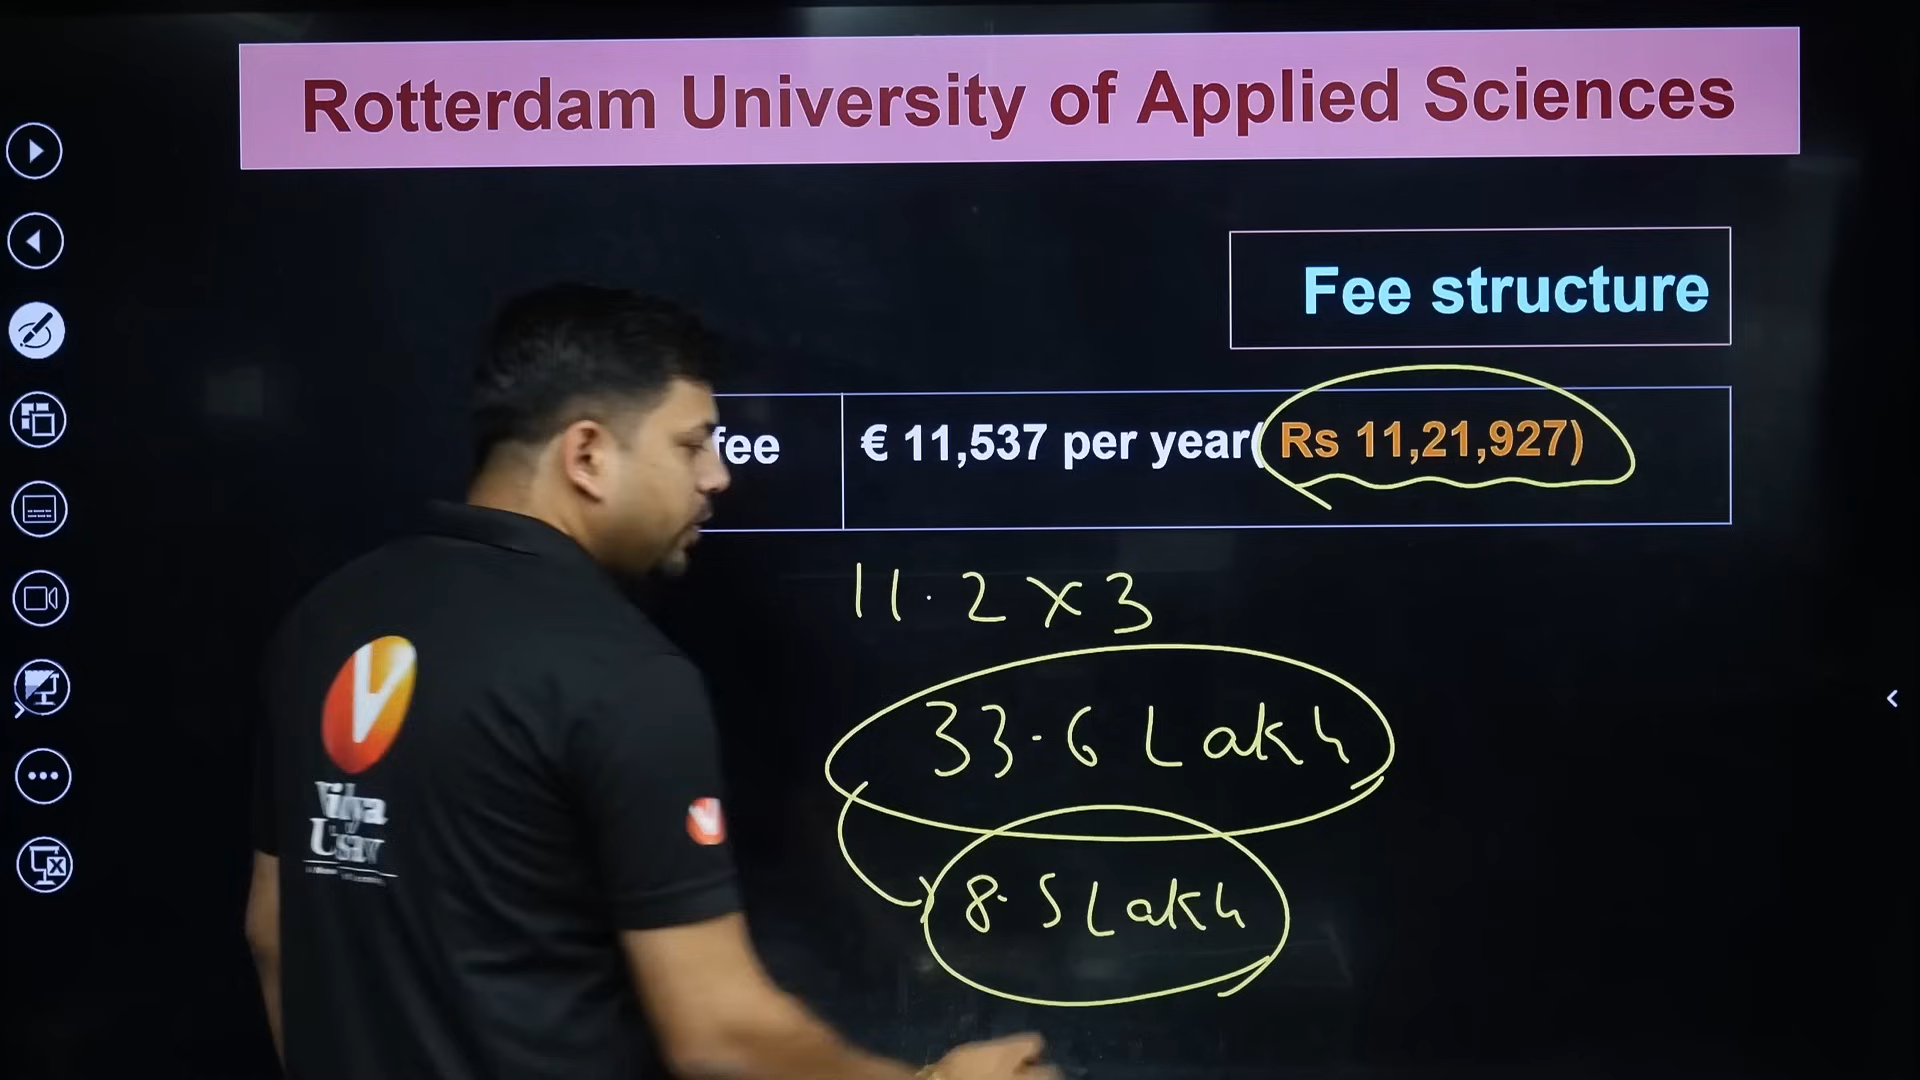 Rotterdam University of Applied Sciences
Fee structure
fee
€ 11,537 per year( Rs 11,21,927)
11.2 x 3
33.6 Lakh
8.5 Lakh
V
Vidya